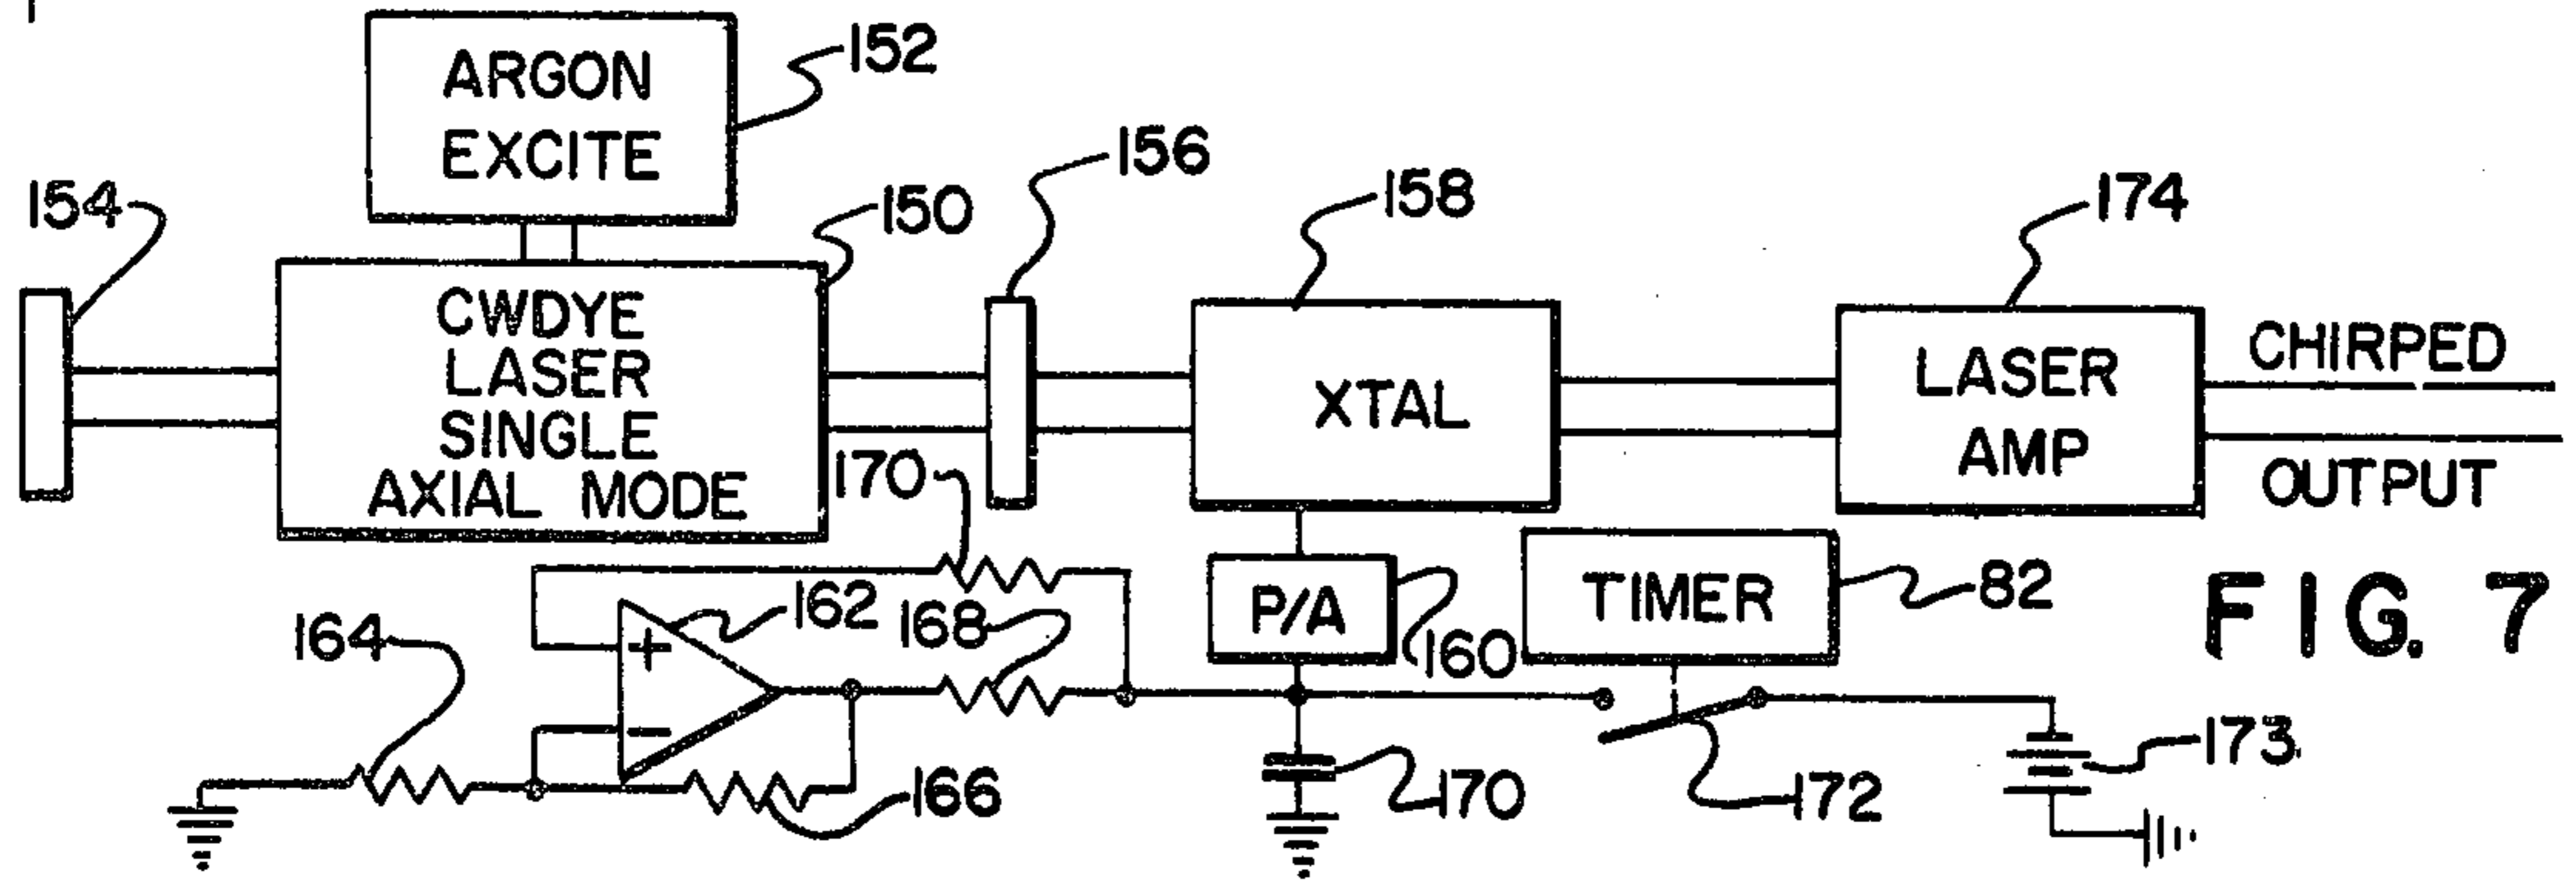 ARGON
EXCITE
152
154
150
156
158
174
CWDYE
LASER
SINGLE
AXIAL MODE
XTAL
LASER
AMP
CHIRPED
OUTPUT
170
162
168
164
166
P/A
160
TIMER
82
170
172
173
+
−
FIG. 7